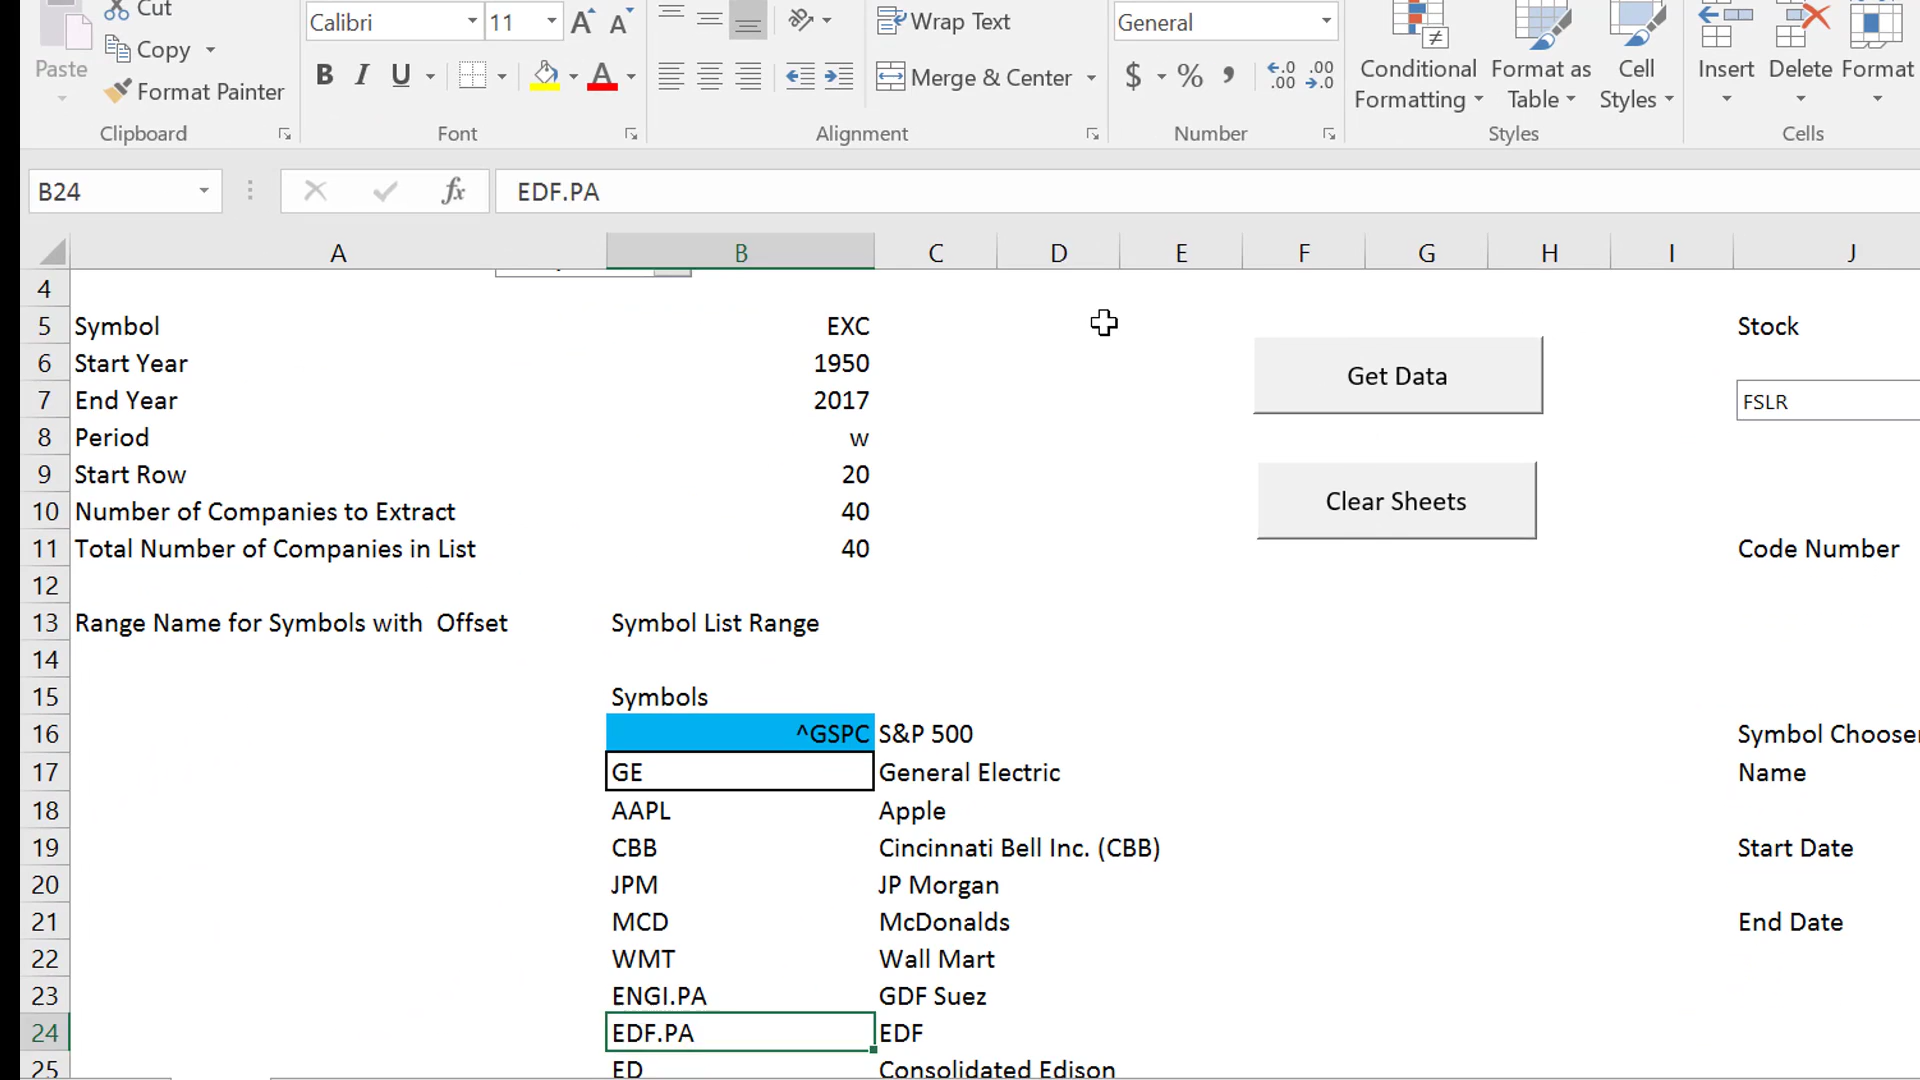 Cut
Calibri 11 Wrap Text General
Paste Copy
B I U Merge & Center $ % , Conditional Formatting Format as Table Cell Styles Insert Delete Format
Format Painter
Clipboard Font Alignment Number Styles Cells
B24 fx EDF.PA
A B C D E F G H I J
4
5 Symbol EXC Stock
6 Start Year 1950 Get Data
7 End Year 2017 FSLR
8 Period w
9 Start Row 20 Clear Sheets
10 Number of Companies to Extract 40
11 Total Number of Companies in List 40 Code Number
12
13 Range Name for Symbols with Offset Symbol List Range
14
15 Symbols
16 ^GSPC S&P 500 Symbol Chooser
17 GE General Electric Name
18 AAPL Apple
19 CBB Cincinnati Bell Inc. (CBB) Start Date
20 JPM JP Morgan
21 MCD McDonalds End Date
22 WMT Wall Mart
23 ENGI.PA GDF Suez
24 EDF.PA EDF
25 ED Consolidated Edison